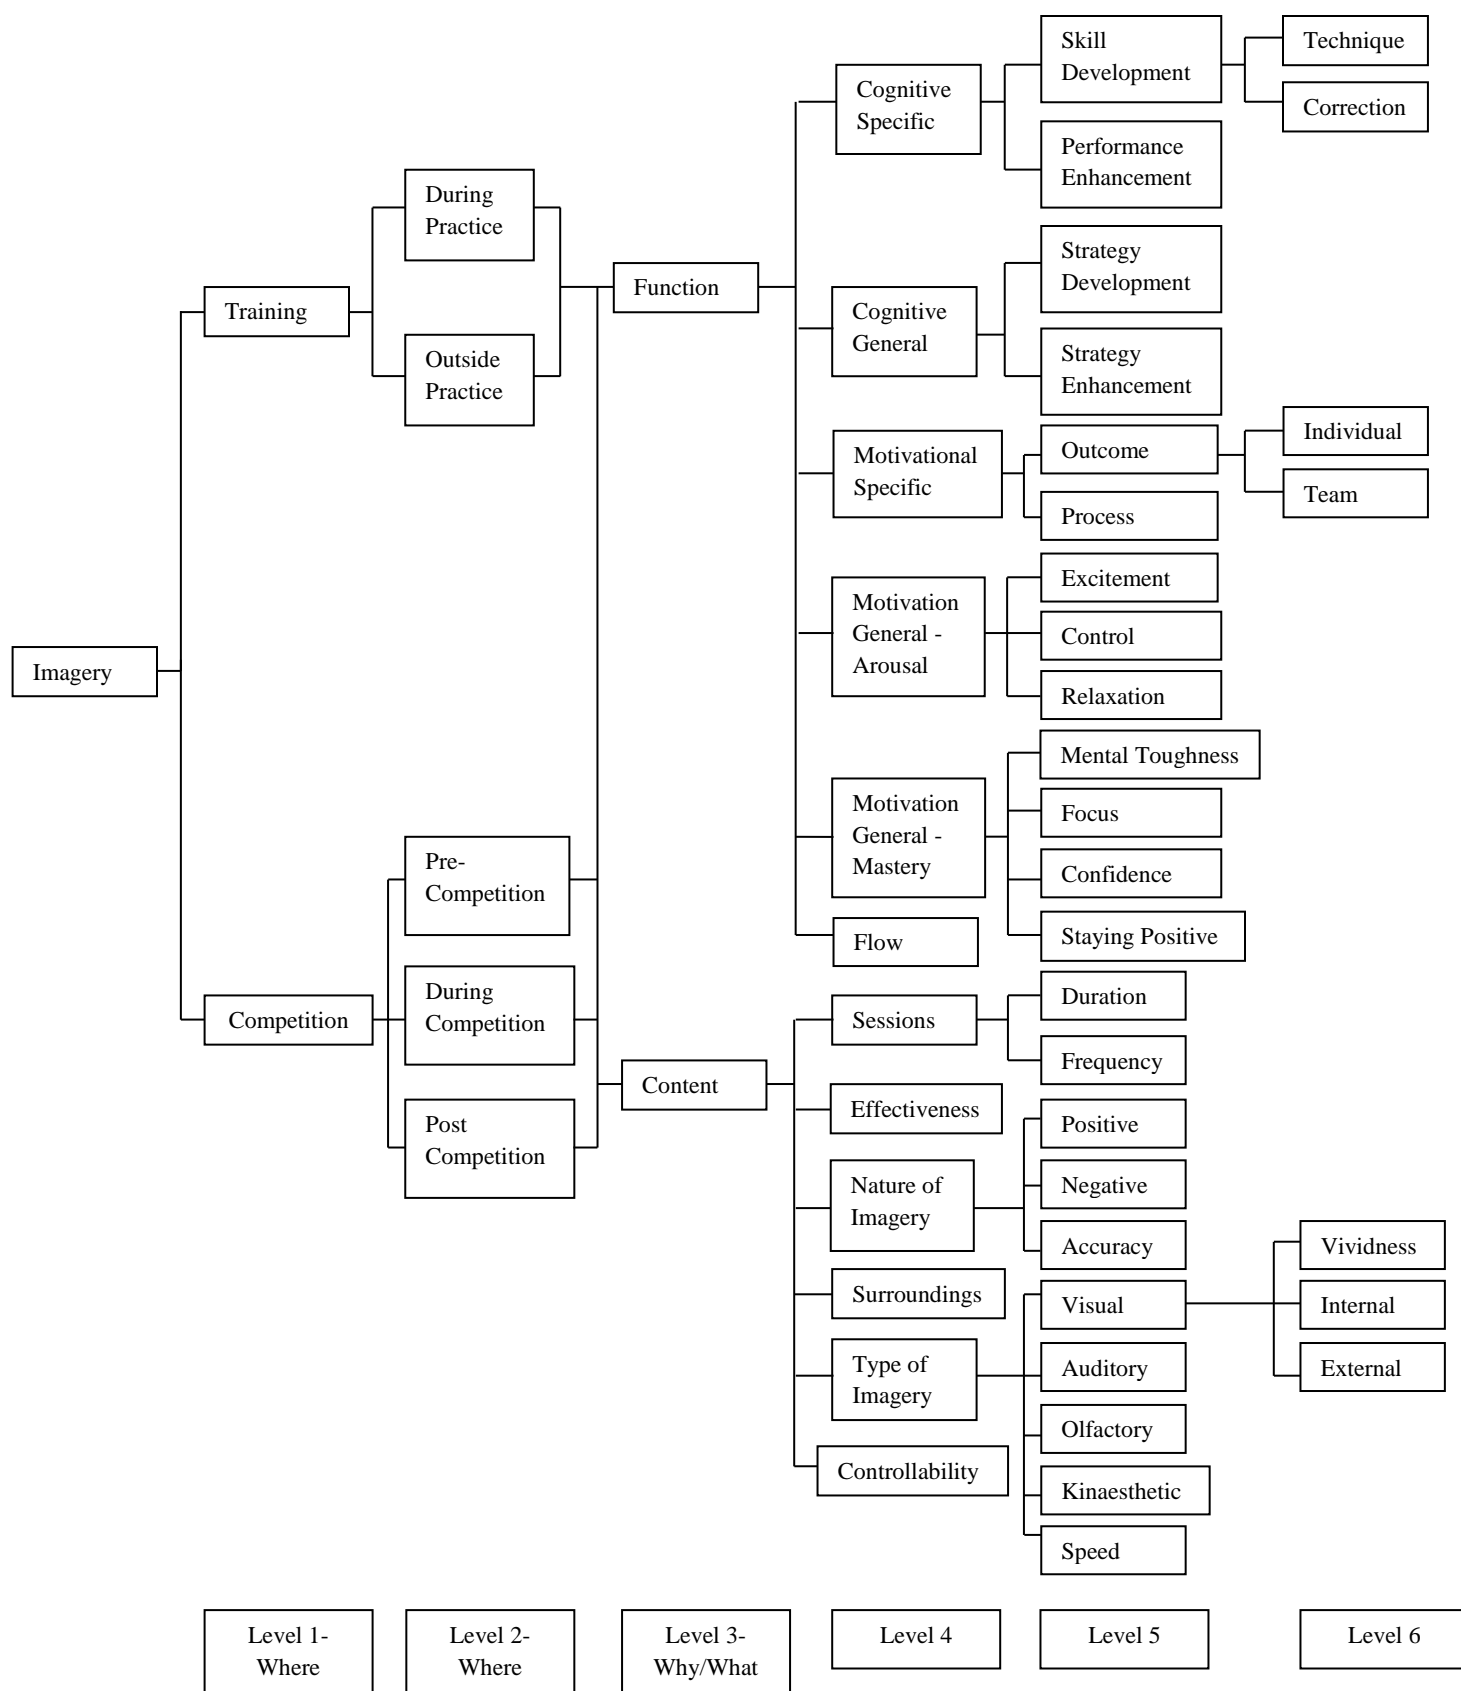 Imagery
Training
Competition
During
Practice
Outside
Practice
Pre-
Competition
During
Competition
Post
Competition
Function
Content
Cognitive
Specific
Cognitive
General
Motivational
Specific
Motivation
General -
Arousal
Motivation
General -
Mastery
Flow
Sessions
Effectiveness
Nature of
Imagery
Surroundings
Type of
Imagery
Controllability
Skill
Development
Performance
Enhancement
Strategy
Development
Strategy
Enhancement
Outcome
Process
Excitement
Control
Relaxation
Mental Toughness
Focus
Confidence
Staying Positive
Duration
Frequency
Positive
Negative
Accuracy
Visual
Auditory
Olfactory
Kinaesthetic
Speed
Technique
Correction
Individual
Team
Vividness
Internal
External
Level 1-
Where
Level 2-
Where
Level 3-
Why/What
Level 4
Level 5
Level 6